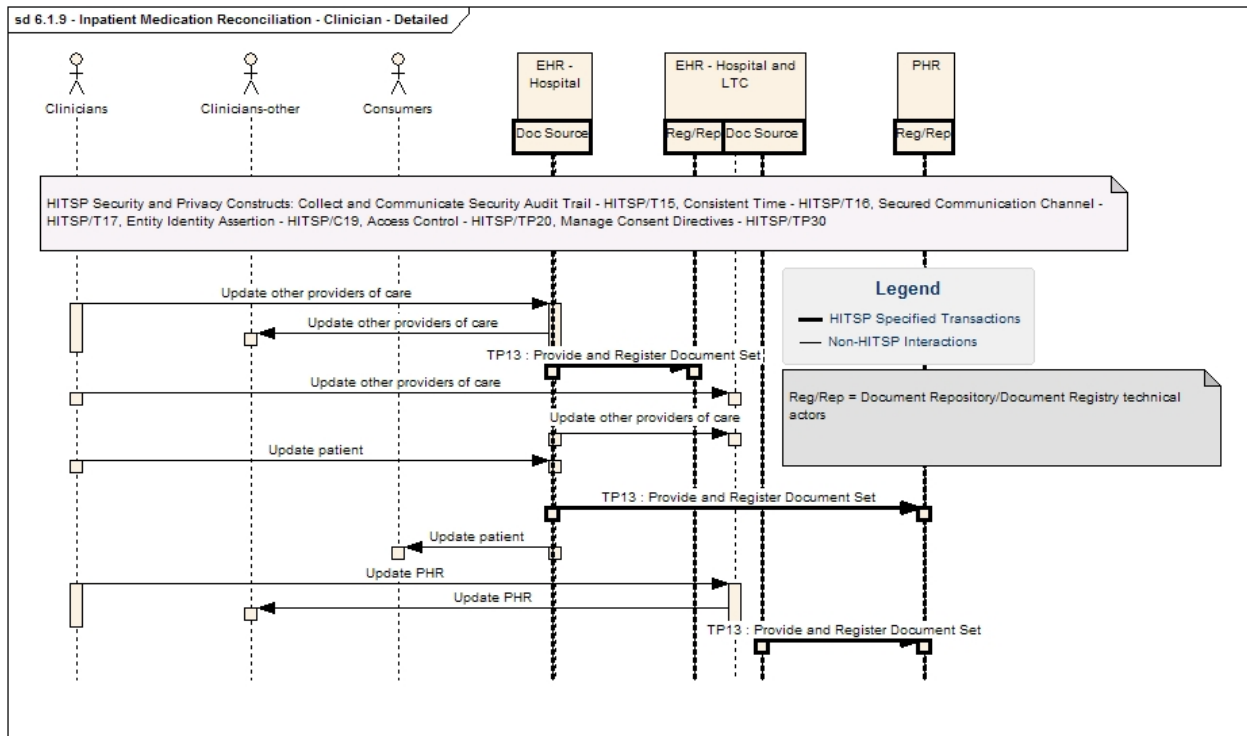 sd 6.1.9 - Inpatient Medication Reconciliation - Clinician - Detailed
Clinicians
Clinicians-other
Consumers
EHR -
Hospital
Doc Source
EHR - Hospital and
LTC
Reg/Rep
Doc Source
PHR
Reg/Rep
HITSP Security and Privacy Constructs: Collect and Communicate Security Audit Trail - HITSP/T15, Consistent Time - HITSP/T16, Secured Communication Channel -
HITSP/T17, Entity Identity Assertion - HITSP/C19, Access Control - HITSP/TP20, Manage Consent Directives - HITSP/TP30
Legend
HITSP Specified Transactions
Non-HITSP Interactions
Reg/Rep = Document Repository/Document Registry technical
actors
Update other providers of care
Update other providers of care
TP13 : Provide and Register Document Set
Update other providers of care
Update other providers of care
Update patient
TP13 : Provide and Register Document Set
Update patient
Update PHR
Update PHR
TP13 : Provide and Register Document Set